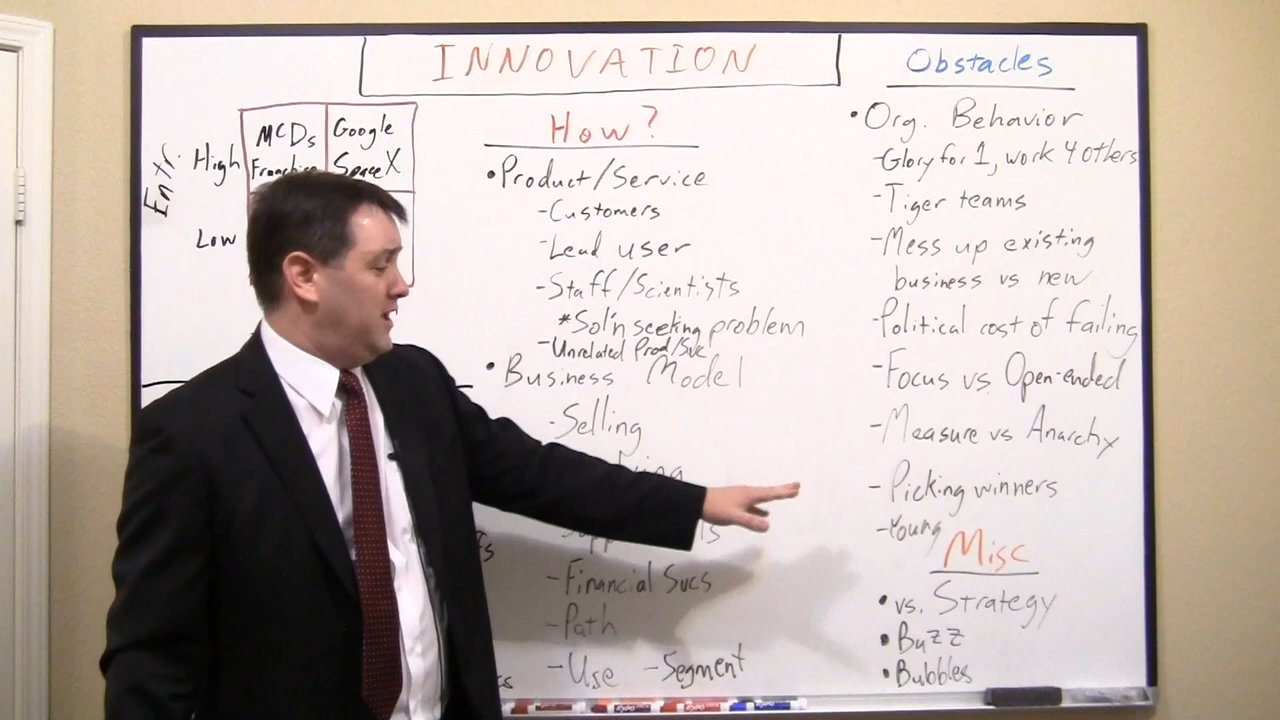 INNOVATION
MCDs
Google
SpaceX
Entr.
High
Low
How?
•Product/Service
-Customers
-Lead user
-Staff/Scientists
*Sol'n seeking problem
-Unrelated Prod/Svc
•Business Model
-Selling
-Financial Svcs
-Path
-Use -Segment
Obstacles
•Org. Behavior
-Glory for 1, work 4 others
-Tiger teams
-Mess up existing
business vs new
-Political cost of failing
-Focus vs. Open-ended
-Measure vs Anarchy
-Picking winners
-Young
Misc
•vs. Strategy
•Buzz
•Bubbles